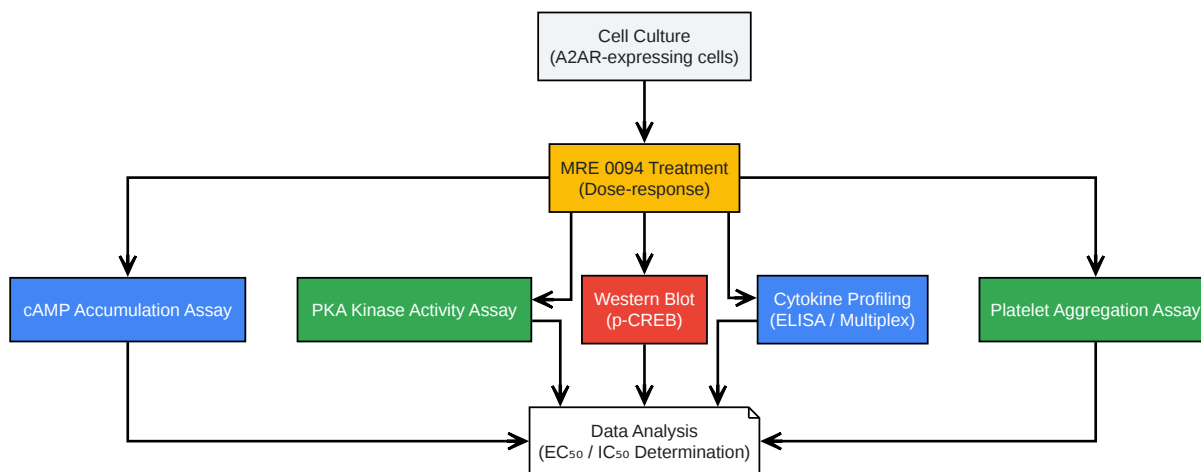 Cell Culture
(A2AR-expressing cells)
MRE 0094 Treatment
(Dose-response)
cAMP Accumulation Assay
PKA Kinase Activity Assay
Western Blot
(p-CREB)
Cytokine Profiling
(ELISA / Multiplex)
Platelet Aggregation Assay
Data Analysis
(EC₅₀ / IC₅₀ Determination)